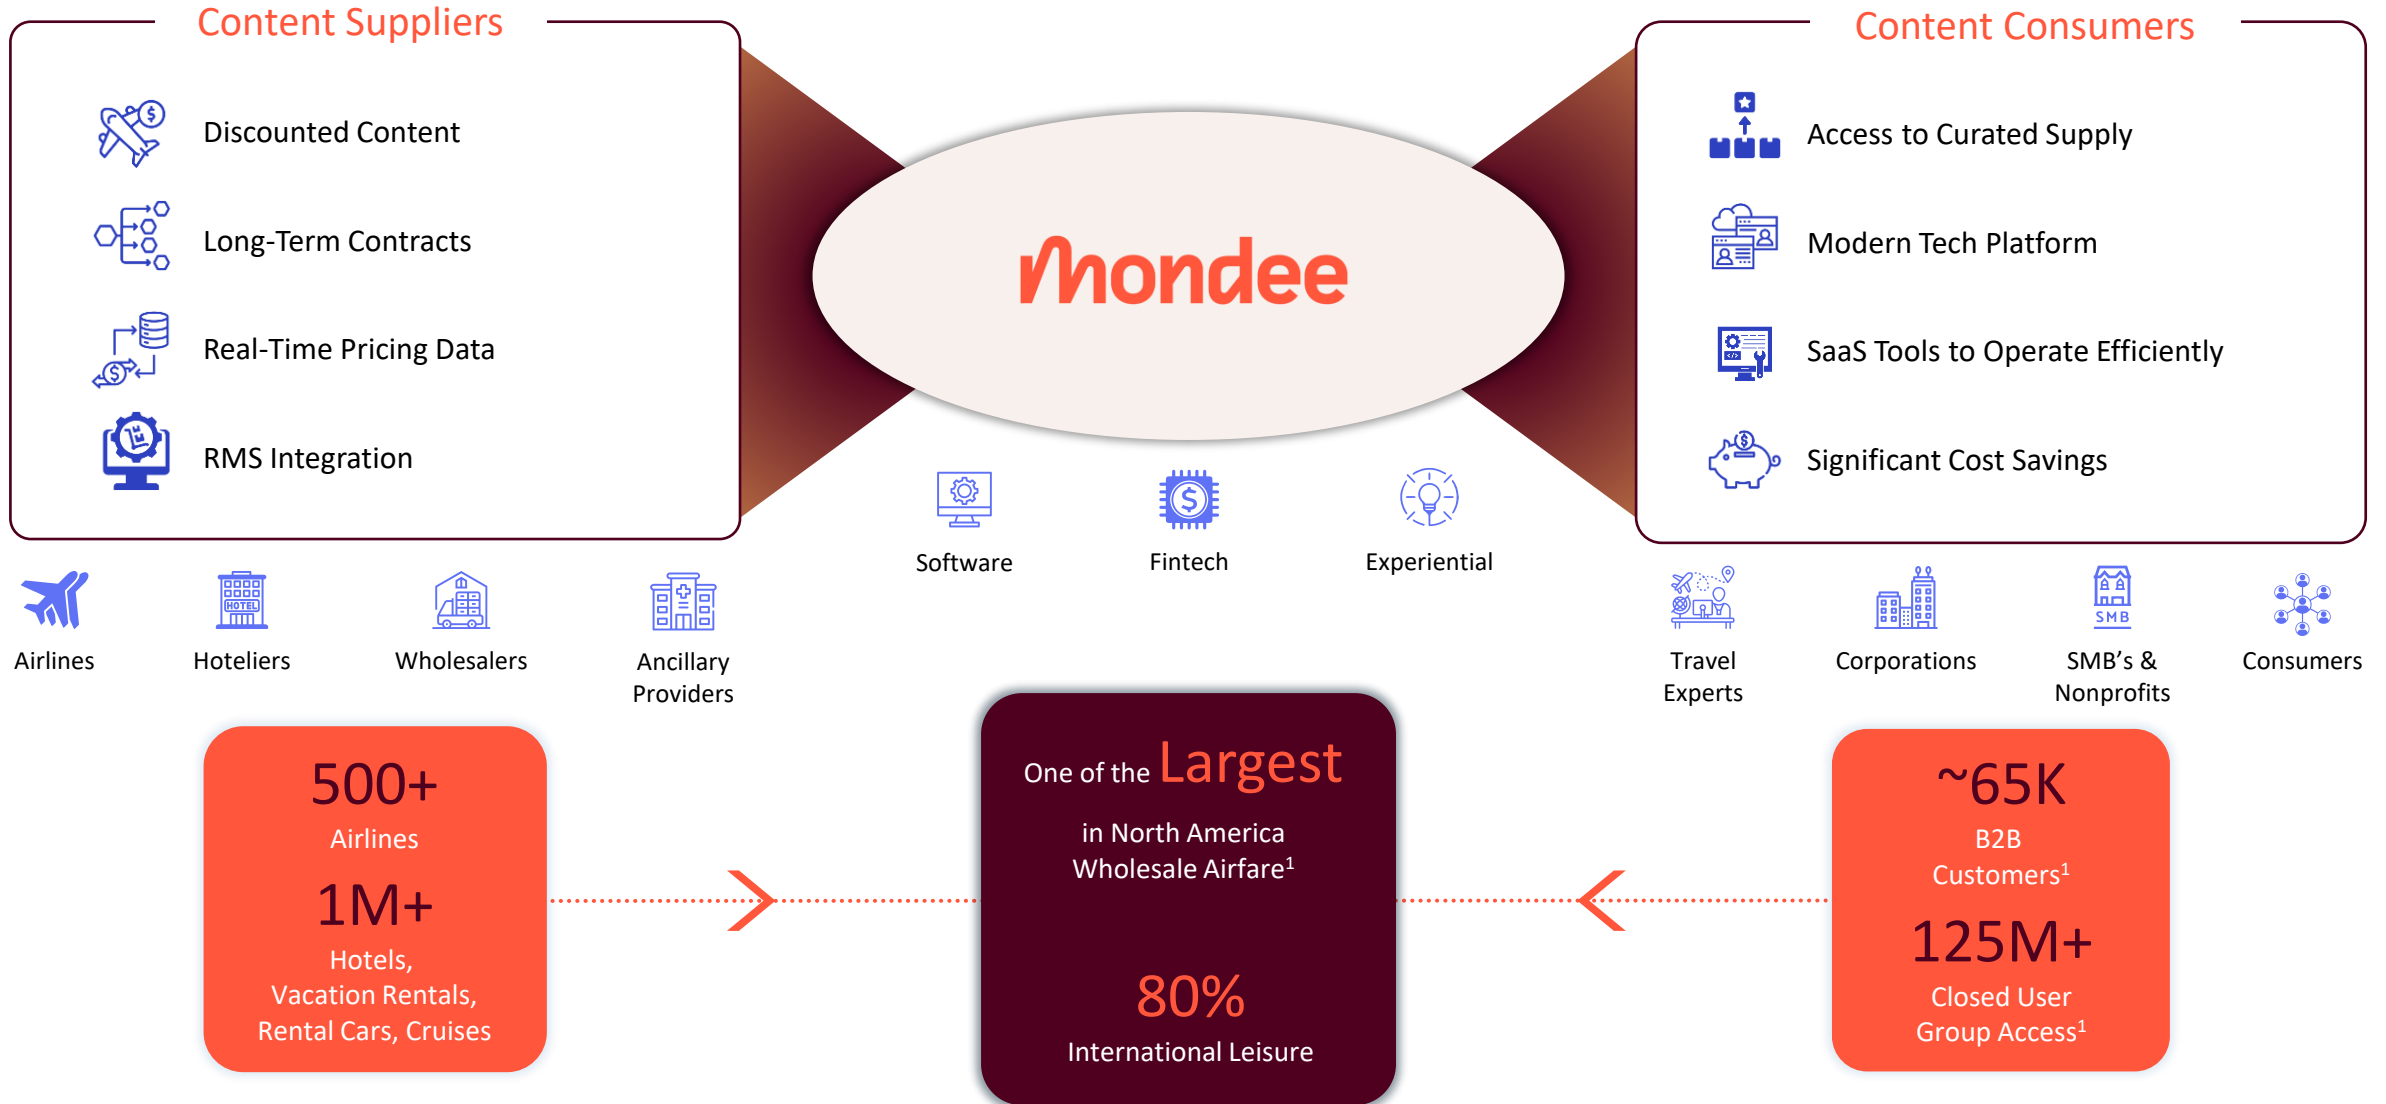 Content Suppliers
Discounted Content
Long-Term Contracts
Real-Time Pricing Data
RMS Integration
HOTEL
Airlines
Hoteliers
Wholesalers
Ancillary
Providers
500+
Airlines
1M+
Hotels,
Vacation Rentals,
Rental Cars, Cruises
mondee
Software
Fintech
Experiential
One of the Largest
in North America
Wholesale Airfare¹
80%
International Leisure
Content Consumers
Access to Curated Supply
Modern Tech Platform
SaaS Tools to Operate Efficiently
Significant Cost Savings
SMB
Travel
Experts
Corporations
SMB's &
Nonprofits
Consumers
~65K
B2B
Customers¹
125M+
Closed User
Group Access¹